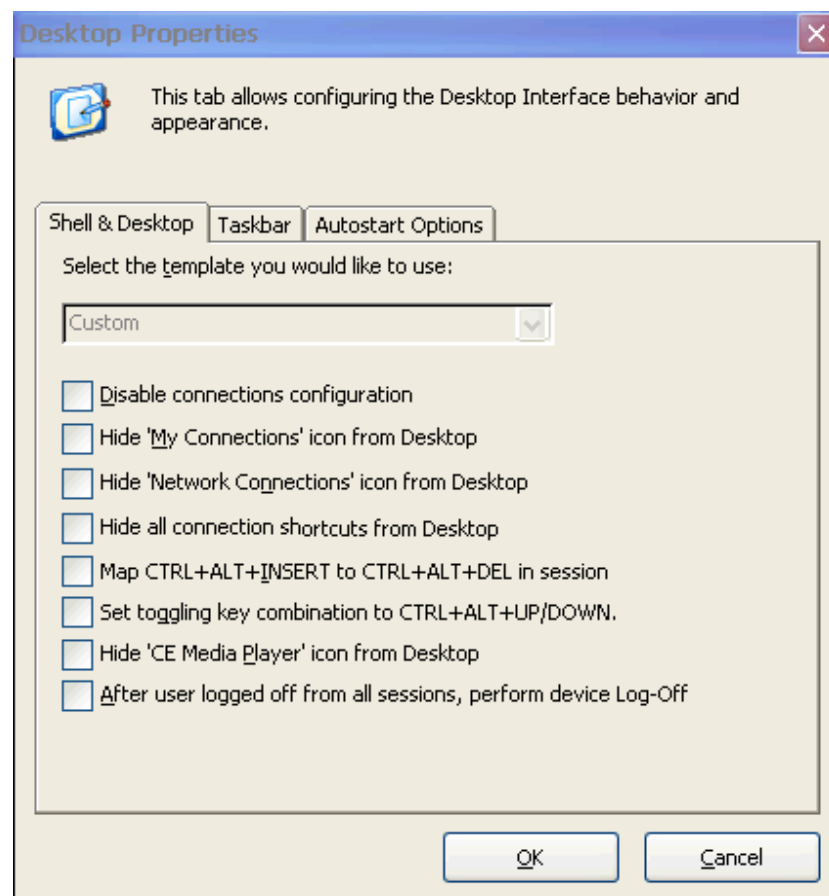 Desktop Properties
This tab allows configuring the Desktop Interface behavior and
appearance.
Shell & Desktop
Taskbar
Autostart Options
Select the template you would like to use:
Custom
Disable connections configuration
Hide 'My Connections' icon from Desktop
Hide 'Network Connections' icon from Desktop
Hide all connection shortcuts from Desktop
Map CTRL+ALT+INSERT to CTRL+ALT+DEL in session
Set toggling key combination to CTRL+ALT+UP/DOWN.
Hide 'CE Media Player' icon from Desktop
After user logged off from all sessions, perform device Log-Off
OK
Cancel